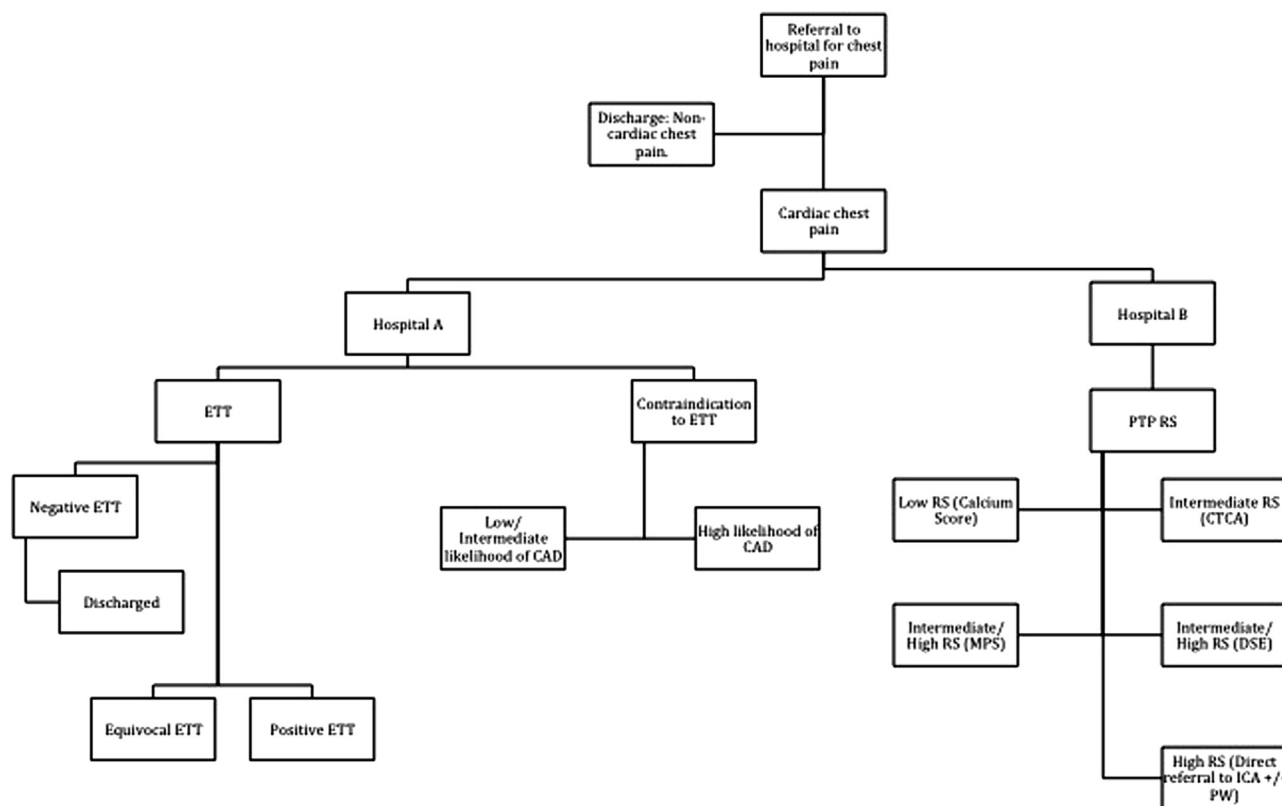 Referral to
hospital for chest
pain
Discharge: Non-
cardiac chest
pain.
Cardiac chest
pain
Hospital A
Hospital B
ETT
Contraindication
to ETT
PTP RS
Negative ETT
Low/
Intermediate
likelihood of CAD
High likelihood of
CAD
Low RS (Calcium
Score)
Intermediate RS
(CTCA)
Discharged
Intermediate/
High RS (MPS)
Intermediate/
High RS (DSE)
Equivocal ETT
Positive ETT
High RS (Direct
referral to ICA +/-
PW)